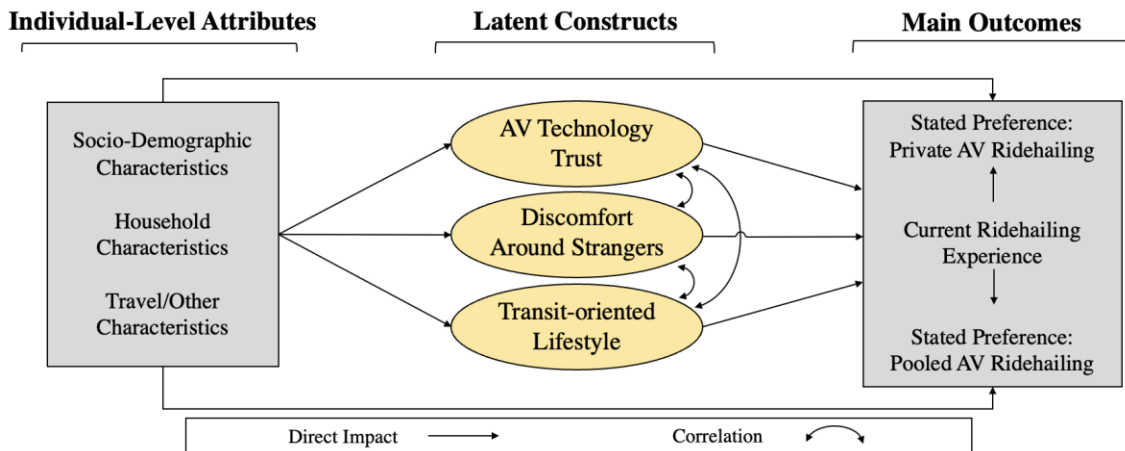 Individual-Level Attributes
Latent Constructs
Main Outcomes
Socio-Demographic
Characteristics
Household
Characteristics
Travel/Other
Characteristics
AV Technology
Trust
Discomfort
Around Strangers
Transit-oriented
Lifestyle
Stated Preference:
Private AV Ridehailing
Current Ridehailing
Experience
Stated Preference:
Pooled AV Ridehailing
Direct Impact
Correlation